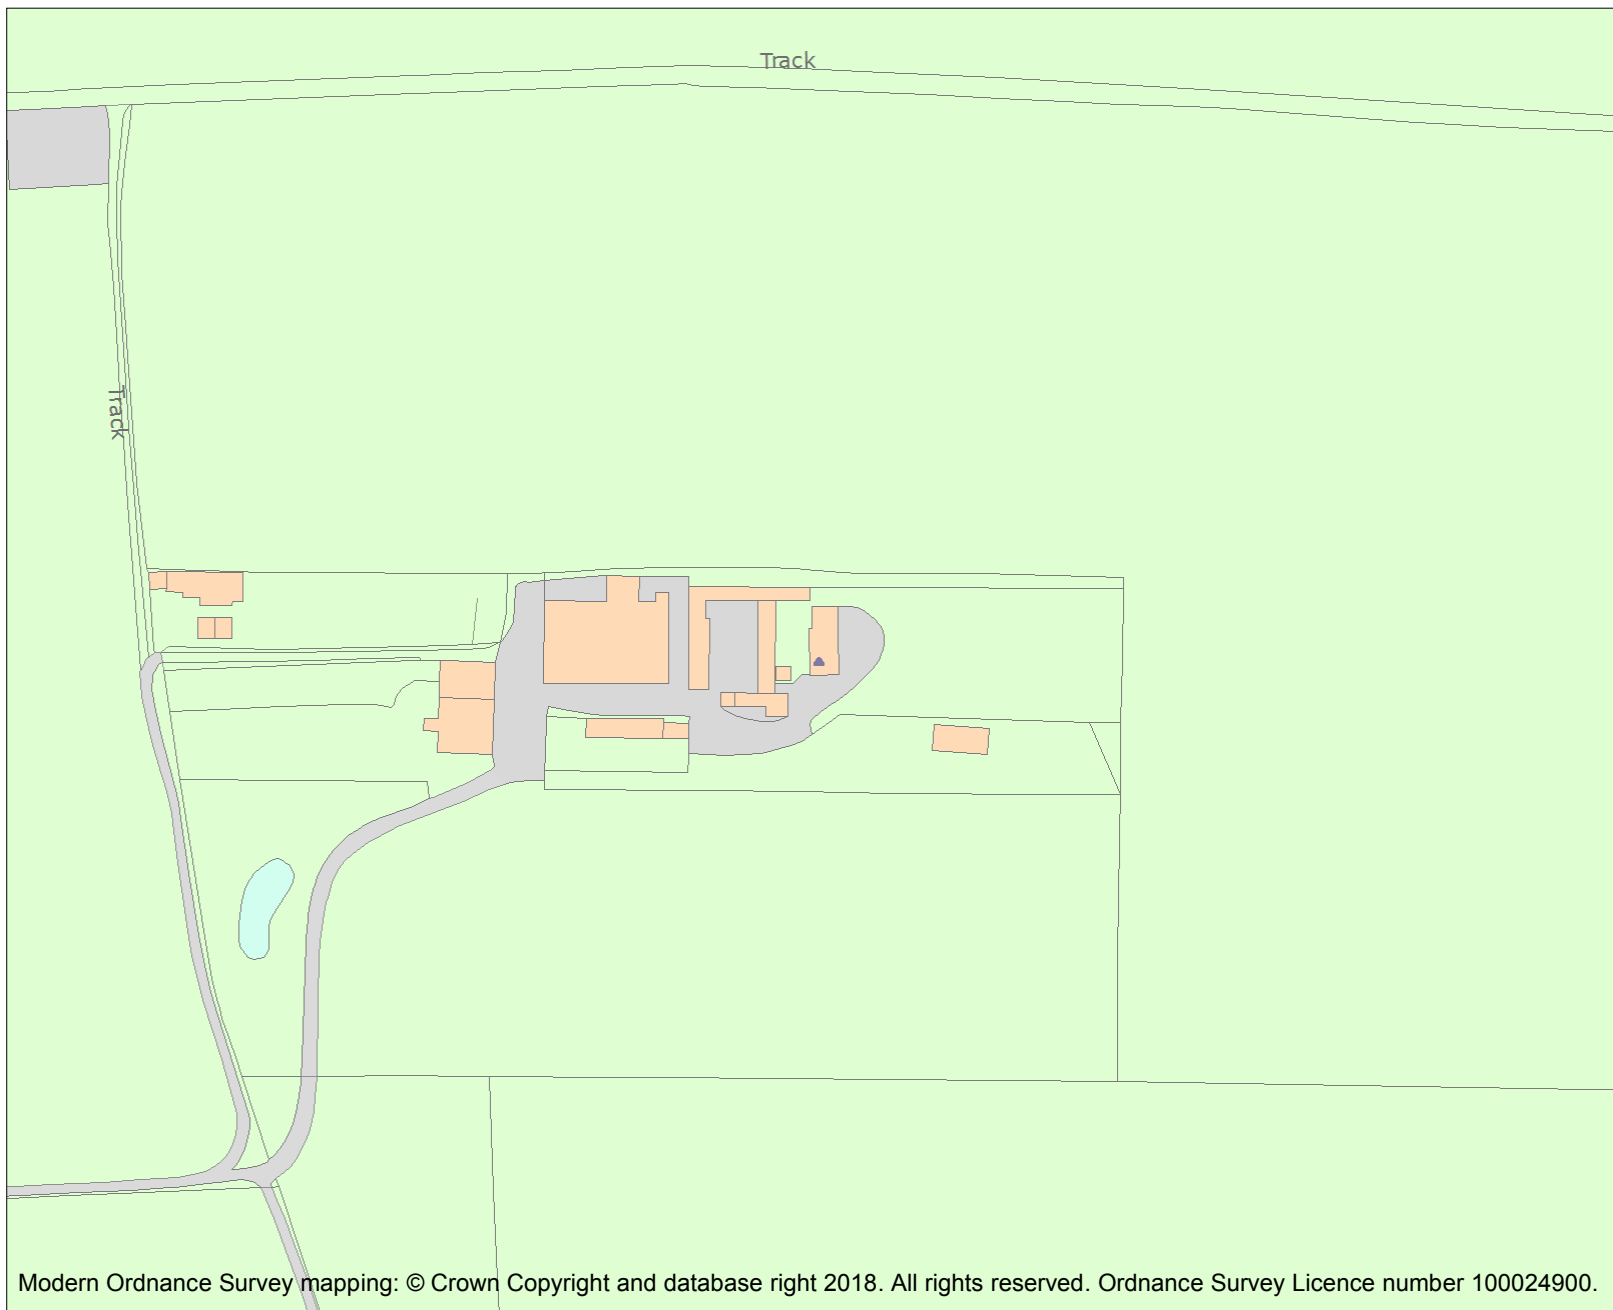 Track
Track
Modern Ordnance Survey mapping: © Crown Copyright and database right 2018. All rights reserved. Ordnance Survey Licence number 100024900.